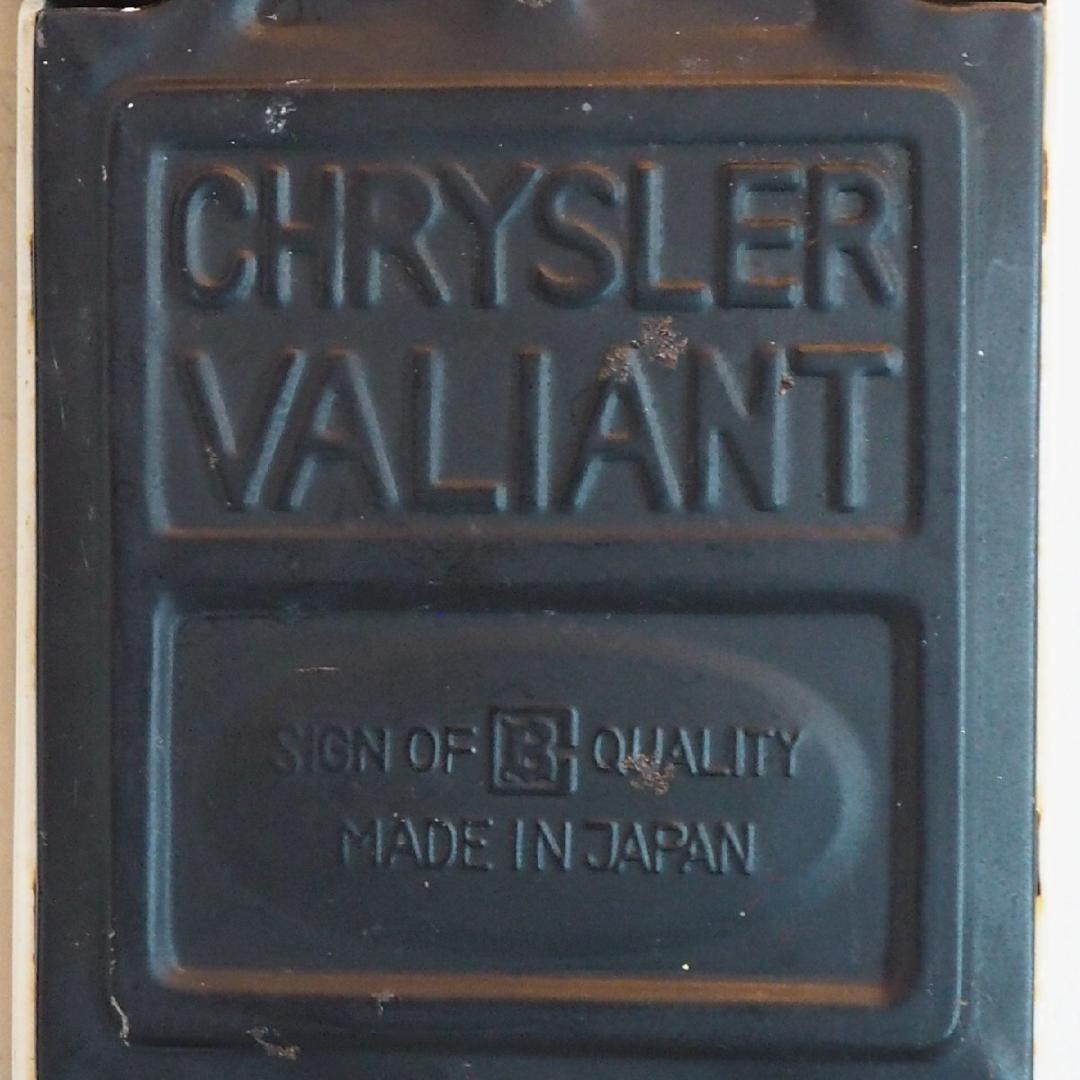 CHRYSLER
VALIANT
SIGN OF B QUALITY
MADE IN JAPAN